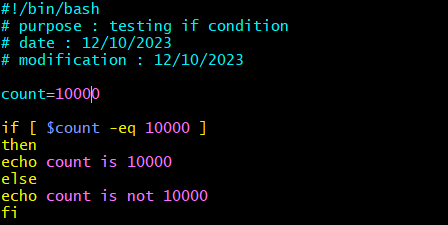 #!/bin/bash
# purpose : testing if condition
# date : 12/10/2023
# modification : 12/10/2023
count=10000
if [ $count -eq 10000 ]
then
echo count is 10000
else
echo count is not 10000
fi